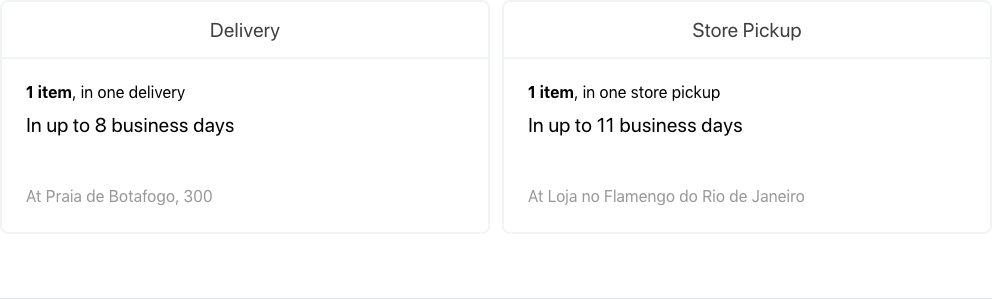 Delivery
1 item, in one delivery
In up to 8 business days
At Praia de Botafogo, 300
Store Pickup
1 item, in one store pickup
In up to 11 business days
At Loja no Flamengo do Rio de Janeiro